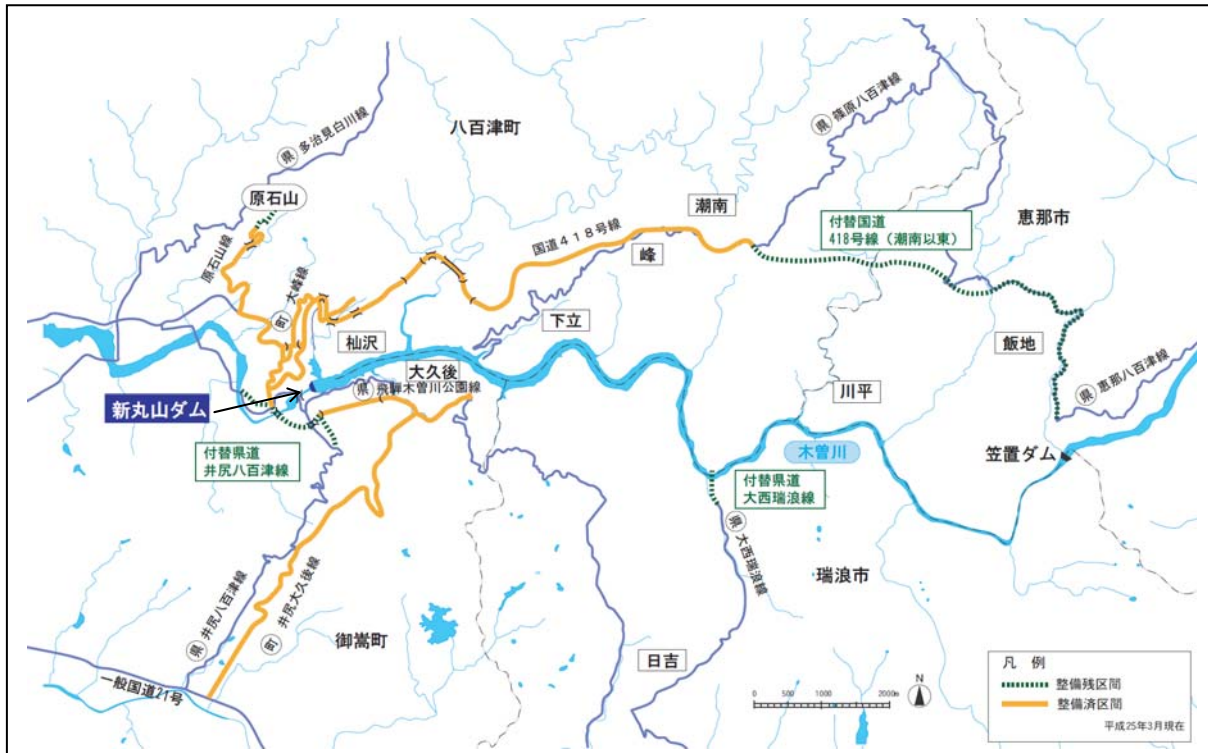 八百津町
県 多治見白川線
県 篠原八百津線
原石山
潮南
恵那市
付替国道
418号線（潮南以東）
国道418号線
峰
原石山線
町 大峰線
杣沢
下立
飯地
大久後
県 飛騨木曽川公園線
川平
県 恵那八百津線
新丸山ダム
付替県道
井尻八百津線
木曽川
笠置ダム
付替県道
大西瑞浪線
県 大西瑞浪線
瑞浪市
県 井尻八百津線
町 井尻大久後線
御嵩町
日吉
一般国道21号
凡 例
整備残区間
整備済区間
平成25年3月現在
N
0 500 1000 2000m